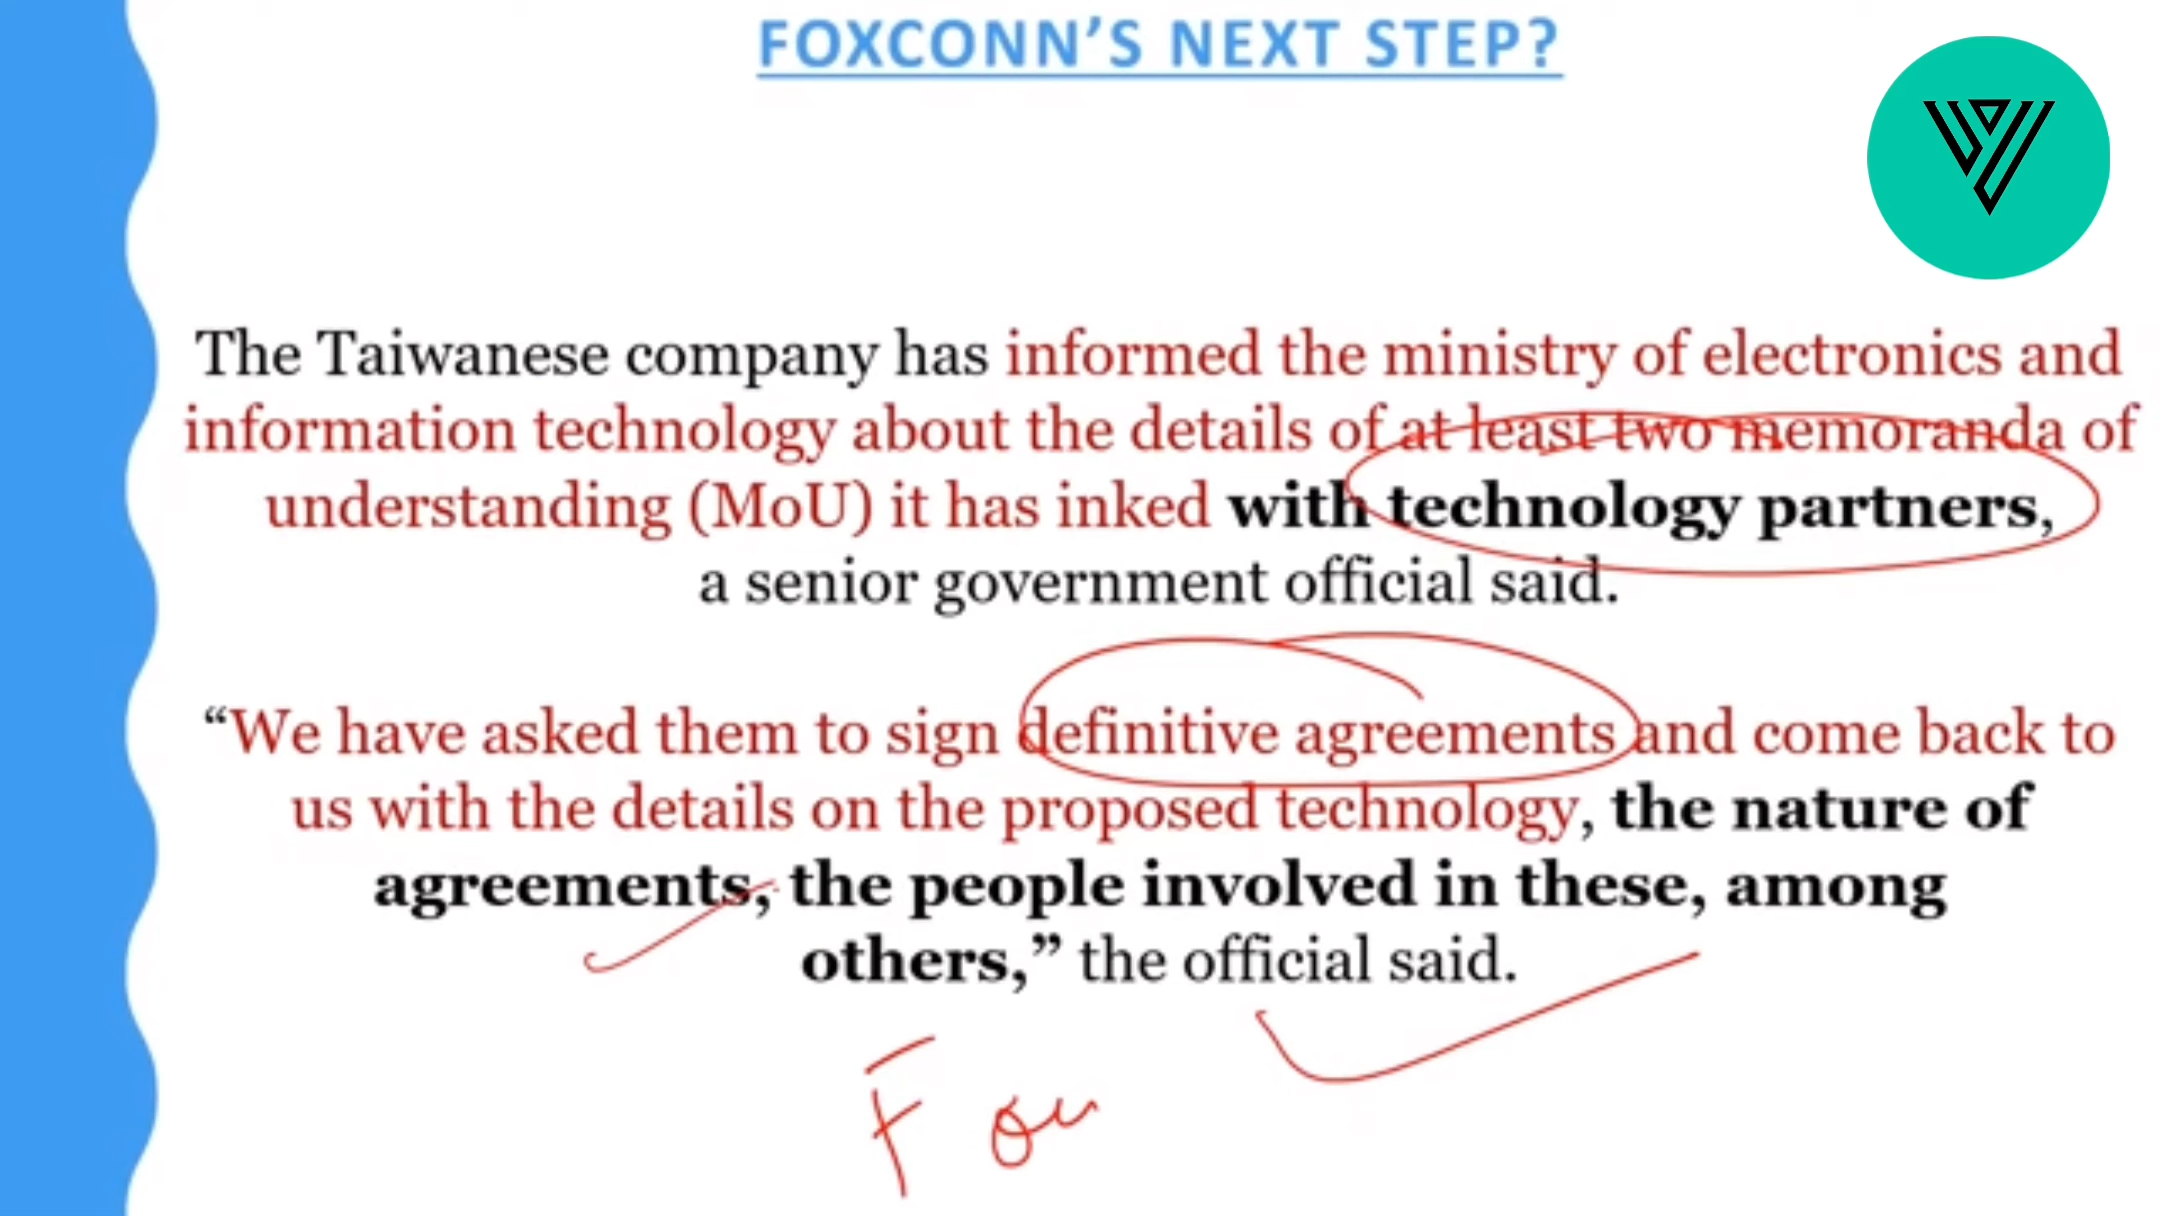 FOXCONN’S NEXT STEP?
The Taiwanese company has informed the ministry of electronics and
information technology about the details of at least two memoranda of
understanding (MoU) it has inked with technology partners,
a senior government official said.
“We have asked them to sign definitive agreements and come back to
us with the details on the proposed technology, the nature of
agreements, the people involved in these, among
others,” the official said.